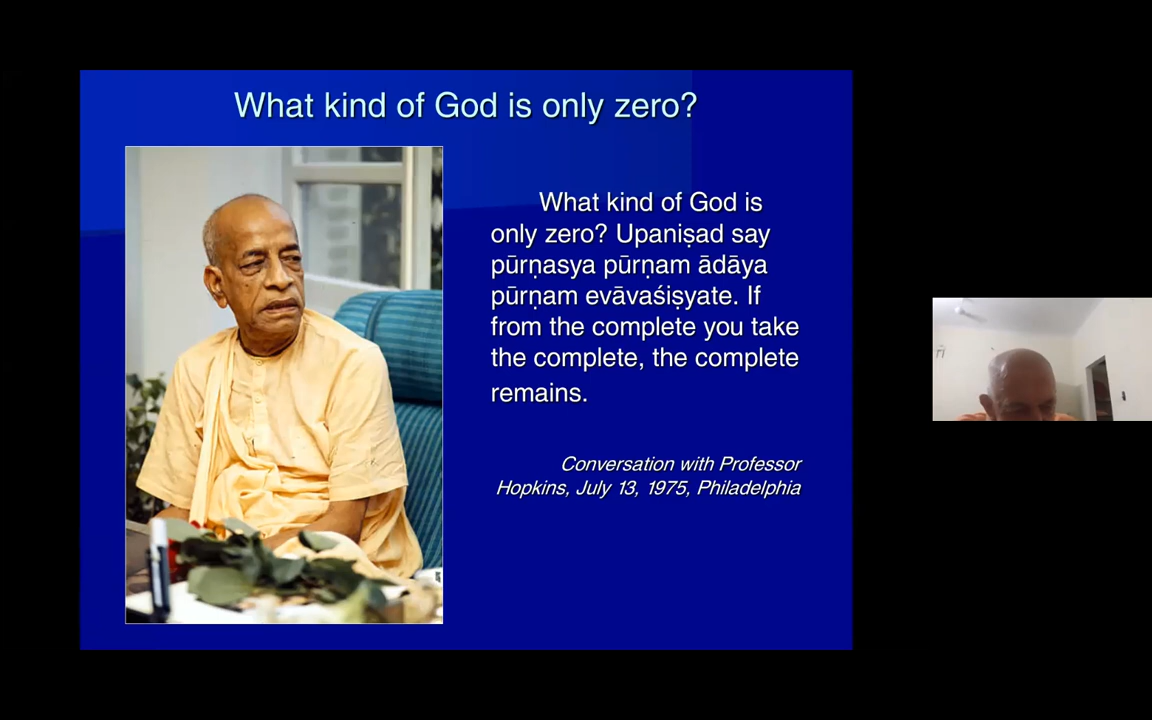 What kind of God is only zero?
What kind of God is
only zero? Upaniṣad say
pūrṇasya pūrṇam ādāya
pūrṇam evāvaśiṣyate. If
from the complete you take
the complete, the complete
remains.
Conversation with Professor
Hopkins, July 13, 1975, Philadelphia